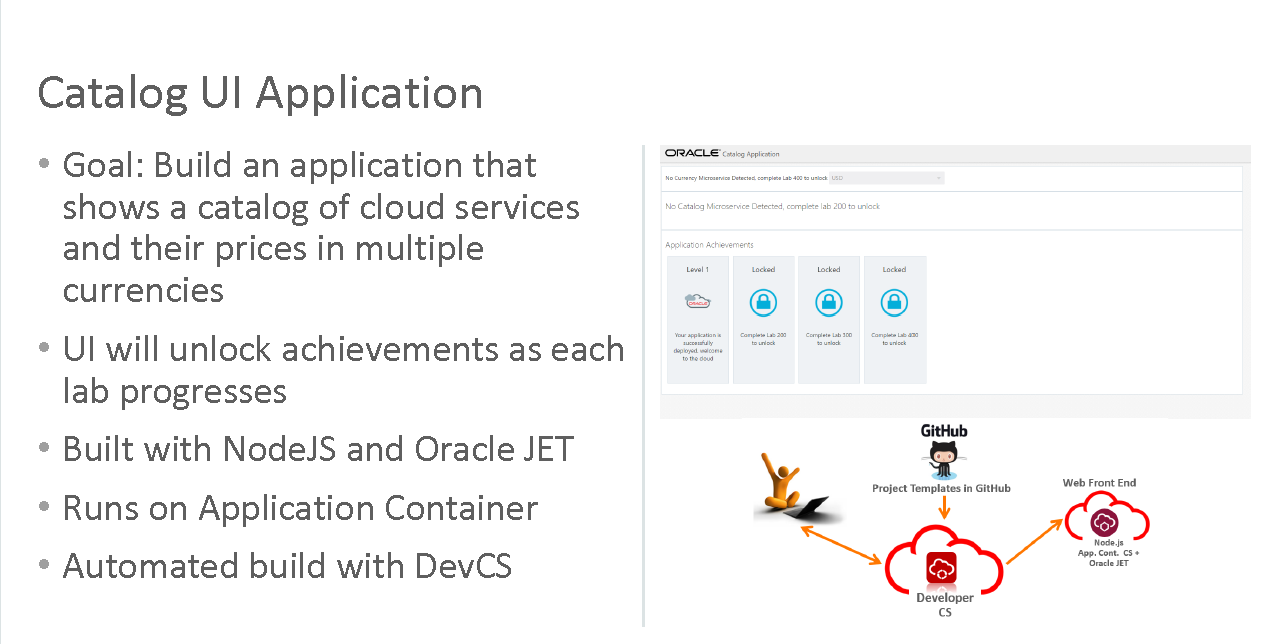 Catalog UI Application
• Goal: Build an application that
shows a catalog of cloud services
and their prices in multiple
currencies
• UI will unlock achievements as each
lab progresses
• Built with NodeJS and Oracle JET
• Runs on Application Container
• Automated build with DevCS
ORACLE Catalog Application
No Currency Microservice Detected, complete Lab 400 to unlock USD
No Catalog Microservice Detected, complete lab 200 to unlock
Application Achievements
Level 1
ORACLE
Your application is
successfully
deployed, welcome
to the cloud
Locked
Complete Lab 200
to unlock
Locked
Complete Lab 300
to unlock
Locked
Complete Lab 400
to unlock
GitHub
Project Templates in GitHub
Web Front End
Node.js
App. Cont. CS +
Oracle JET
Developer
CS